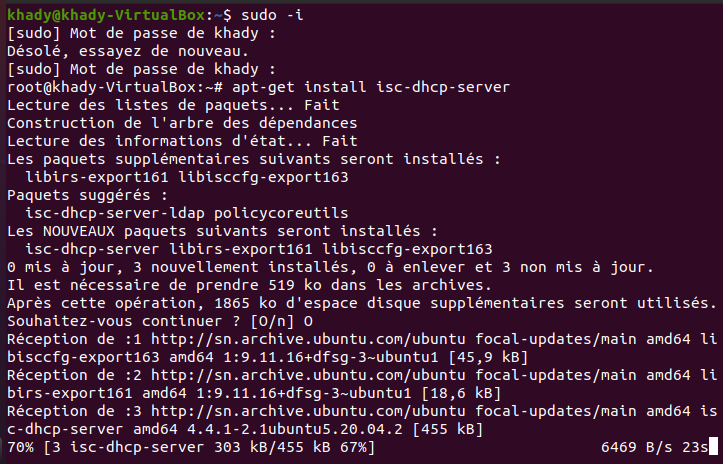 khady@khady-VirtualBox:~$ sudo -i
[sudo] Mot de passe de khady :
Désolé, essayez de nouveau.
[sudo] Mot de passe de khady :
root@khady-VirtualBox:~# apt-get install isc-dhcp-server
Lecture des listes de paquets... Fait
Construction de l'arbre des dépendances
Lecture des informations d'état... Fait
Les paquets supplémentaires suivants seront installés :
  libirs-export161 libisccfg-export163
Paquets suggérés :
  isc-dhcp-server-ldap policycoreutils
Les NOUVEAUX paquets suivants seront installés :
  isc-dhcp-server libirs-export161 libisccfg-export163
0 mis à jour, 3 nouvellement installés, 0 à enlever et 3 non mis à jour.
Il est nécessaire de prendre 519 ko dans les archives.
Après cette opération, 1865 ko d'espace disque supplémentaires seront utilisés.
Souhaitez-vous continuer ? [O/n] O
Réception de :1 http://sn.archive.ubuntu.com/ubuntu focal-updates/main amd64 li
bisccfg-export163 amd64 1:9.11.16+dfsg-3~ubuntu1 [45,9 kB]
Réception de :2 http://sn.archive.ubuntu.com/ubuntu focal-updates/main amd64 li
birs-export161 amd64 1:9.11.16+dfsg-3~ubuntu1 [18,6 kB]
Réception de :3 http://sn.archive.ubuntu.com/ubuntu focal-updates/main amd64 is
c-dhcp-server amd64 4.4.1-2.1ubuntu5.20.04.2 [455 kB]
70% [3 isc-dhcp-server 303 kB/455 kB 67%] 6469 B/s 23s